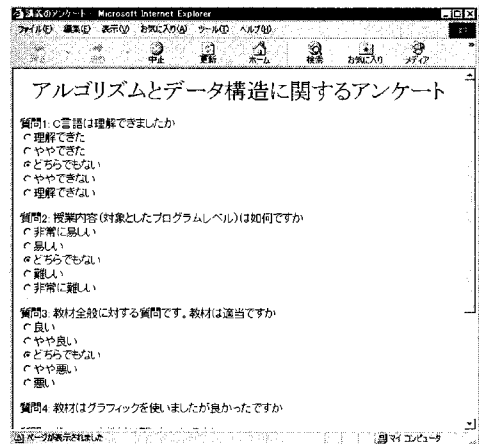 講義のアンケート - Microsoft Internet Explorer
ファイル(F) 編集(E) 表示(V) お気に入り(A) ツール(T) ヘルプ(H)
中止 更新 ホーム 検索 お気に入り メディア
アルゴリズムとデータ構造に関するアンケート
質問1: C言語は理解できましたか
理解できた
ややできた
どちらでもない
ややできない
理解できない
質問2: 授業内容(対象としたプログラムレベル)は如何ですか
非常に易しい
易しい
どちらでもない
難しい
非常に難しい
質問3: 教材全般に対する質問です。教材は適当ですか
良い
やや良い
どちらでもない
やや悪い
悪い
質問4: 教材はグラフィックを使いましたが良かったですか
ページが表示されました
マイ コンピュータ